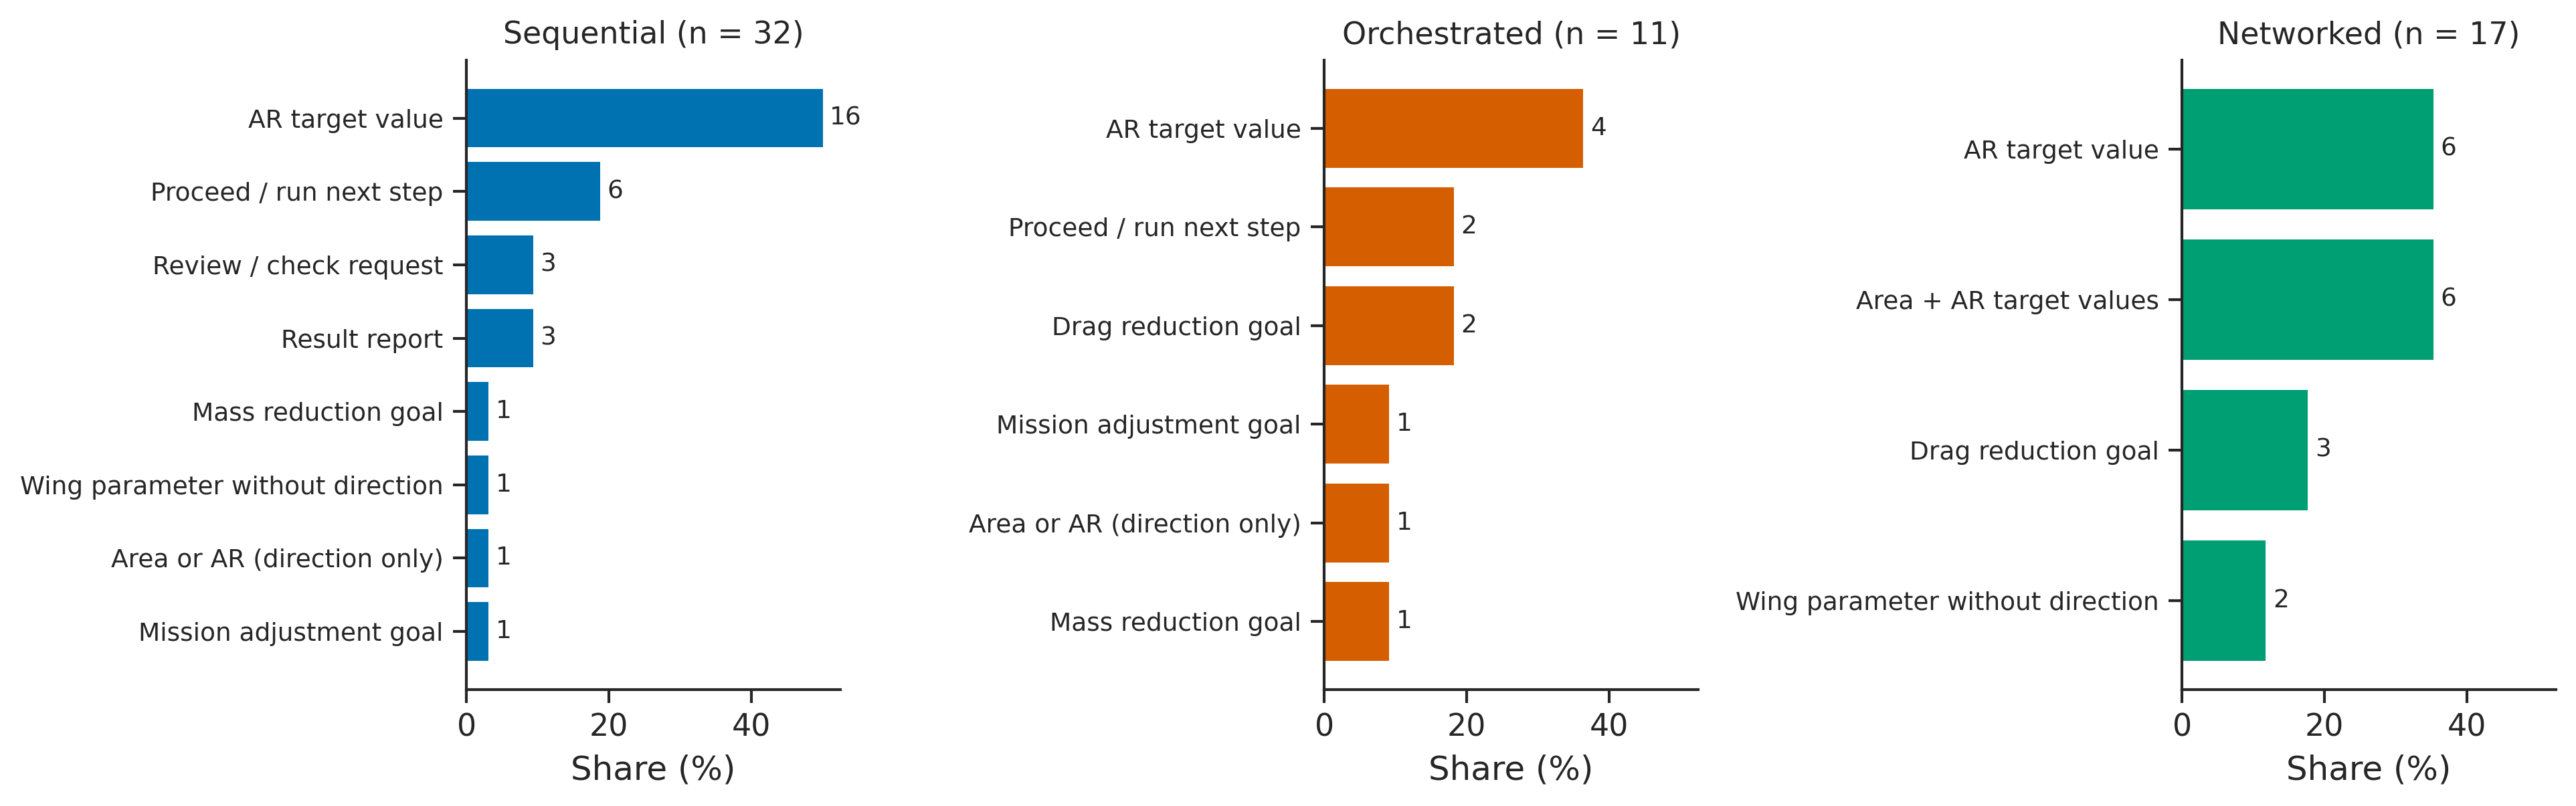 Sequential (n = 32)
AR target value
16
Proceed / run next step
6
Review / check request
3
Result report
3
Mass reduction goal
1
Wing parameter without direction
1
Area or AR (direction only)
1
Mission adjustment goal
1
0 20 40
Share (%)
Orchestrated (n = 11)
AR target value
4
Proceed / run next step
2
Drag reduction goal
2
Mission adjustment goal
1
Area or AR (direction only)
1
Mass reduction goal
1
0 20 40
Share (%)
Networked (n = 17)
AR target value
6
Area + AR target values
6
Drag reduction goal
3
Wing parameter without direction
2
0 20 40
Share (%)